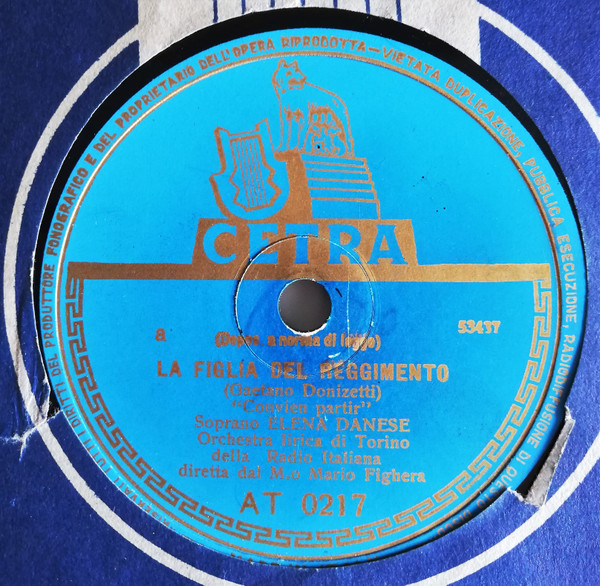 TUTTI I DIRITTI DEL PRODUTTORE FONOGRAFICO E DEL PROPRIETARIO DELL'OPERA RIPRODOTTA — VIETATA DUPLICAZIONE, PUBBLICA ESECUZIONE, RADIODIFFUSIONE DI
CETRA
a
(Depos. a norma di legge)
53437
LA FIGLIA DEL REGGIMENTO
(Gaetano Donizetti)
"Convien partir"
Soprano ELENA DANESE
Orchestra lirica di Torino
della Radio Italiana
diretta dal M.o Mario Fighera
AT 0217